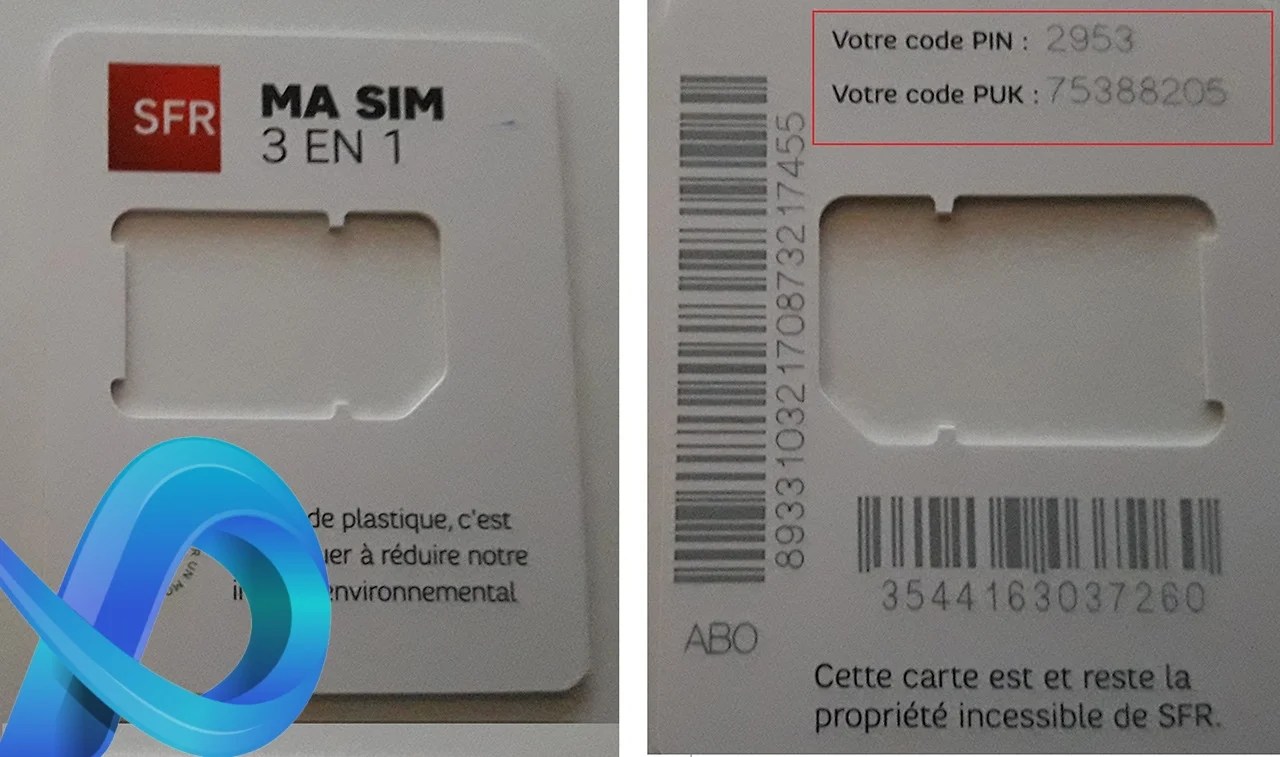 SFR
MA SIM
3 EN 1
de plastique, c'est
à réduire notre
environnemental
Votre code PIN : 2953
Votre code PUK : 75388205
89331032170873217455
3544163037260
ABO
Cette carte est et reste la
propriété incessible de SFR.